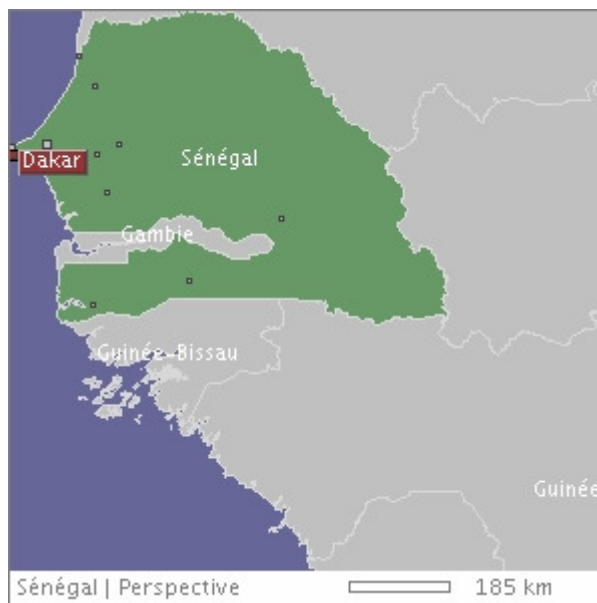 Dakar
Sénégal
Gambie
Guinée-Bissau
Guinée
Sénégal | Perspective
185 km